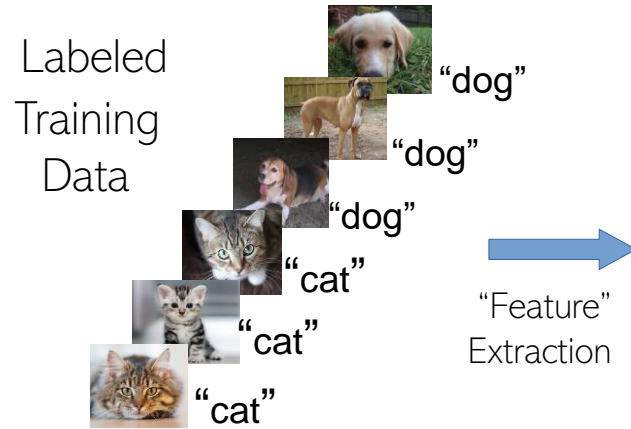 Labeled
Training
Data
“dog”
“dog”
“dog”
“cat”
“cat”
“cat”
“Feature”
Extraction